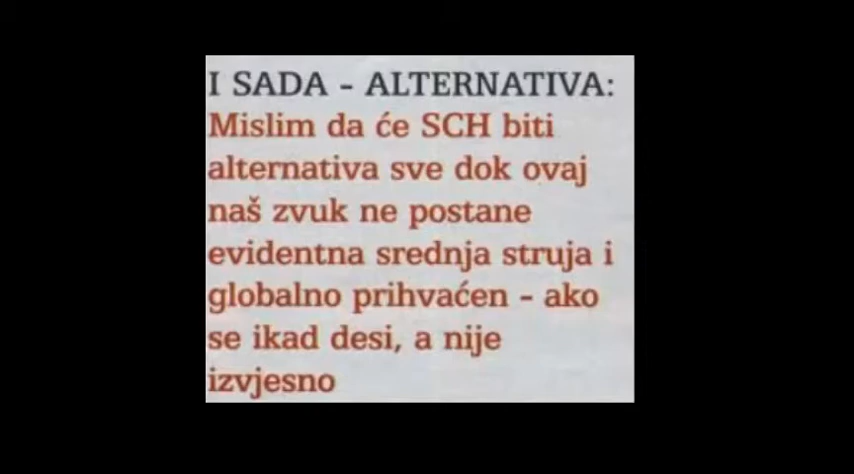 I SADA - ALTERNATIVA:
Mislim da će SCH biti
alternativa sve dok ovaj
naš zvuk ne postane
evidentna srednja struja i
globalno prihvaćen - ako
se ikad desi, a nije
izvjesno